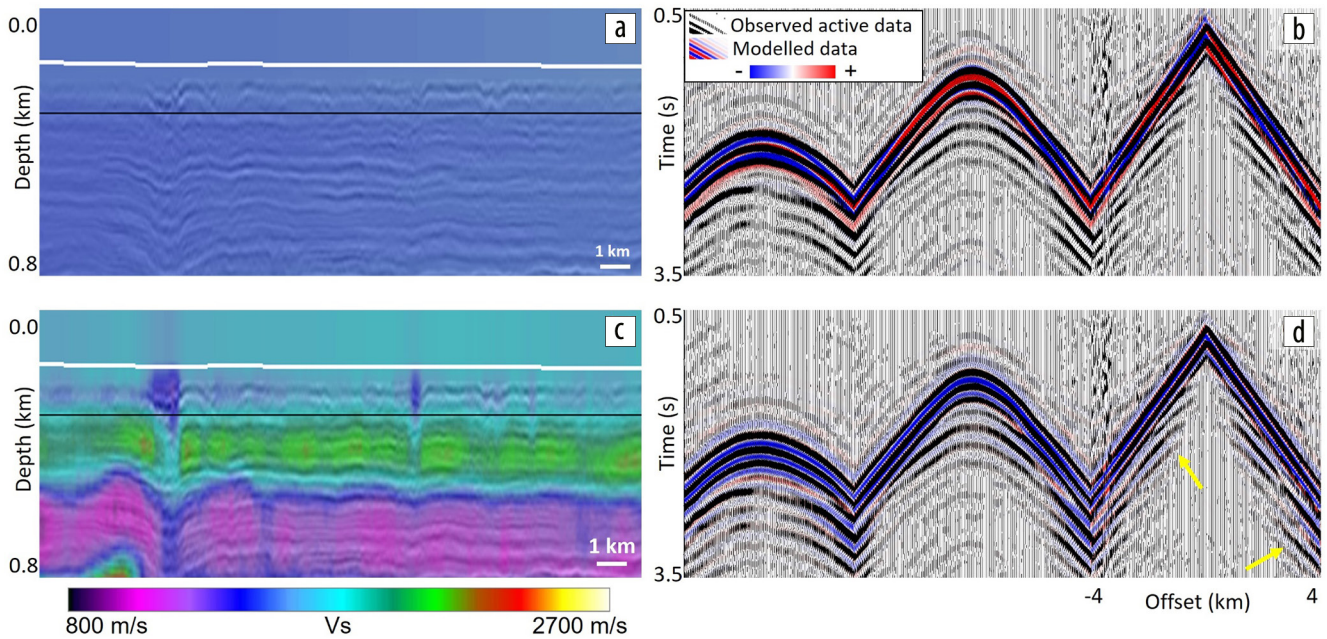 0.0
a
Depth (km)
0.8
1 km
0.5
b
Observed active data
Modelled data
- +
Time (s)
3.5
0.0
c
Depth (km)
0.8
1 km
800 m/s Vs 2700 m/s
0.5
d
Time (s)
3.5
-4 Offset (km) 4